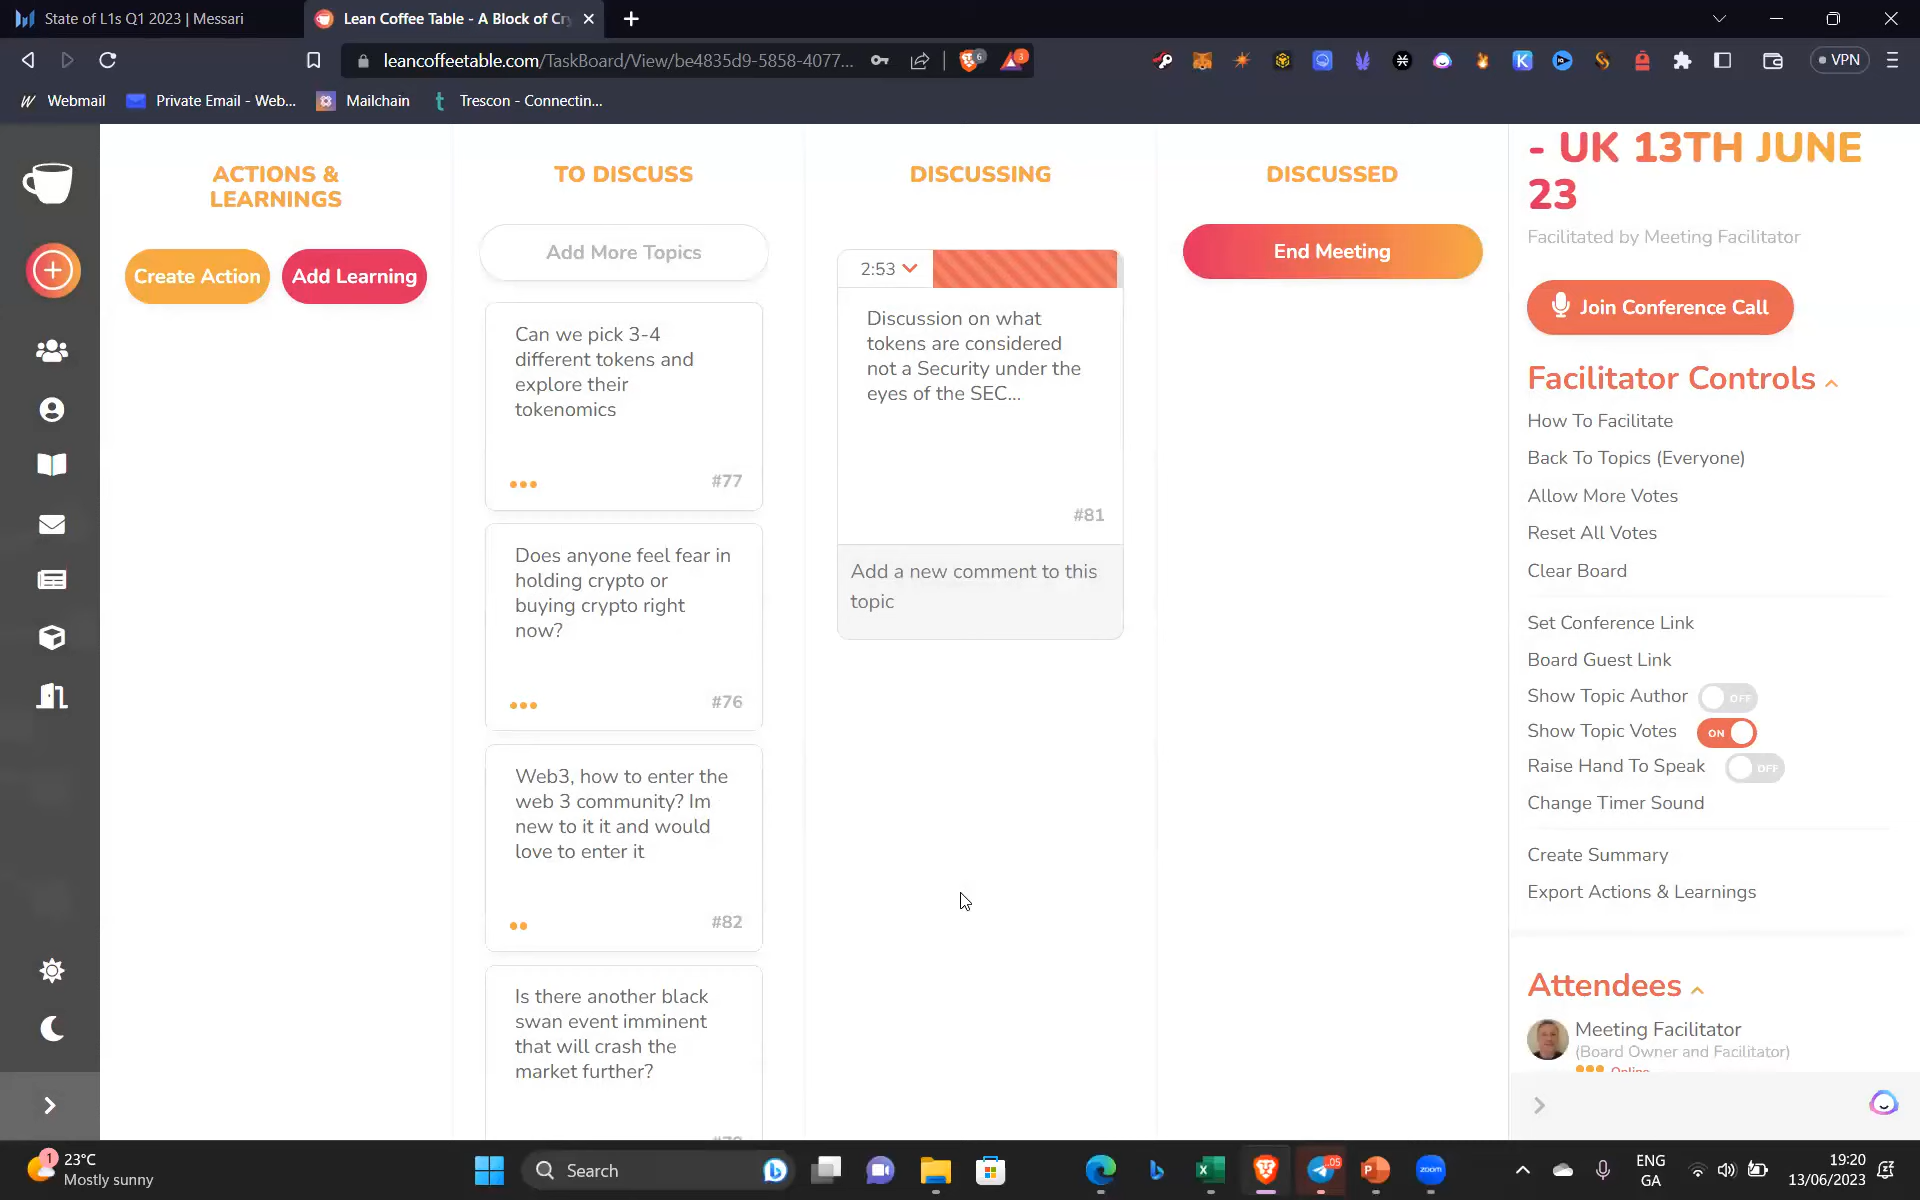 State of L1s Q1 2023 | Messari
Lean Coffee Table - A Block of Cry
leancoffeetable.com/TaskBoard/View/be4835d9-5858-4077...
6
3
VPN
Webmail
Private Email - Web...
Mailchain
Trescon - Connectin...
ACTIONS &
LEARNINGS
Create Action
Add Learning
TO DISCUSS
Add More Topics
Can we pick 3-4
different tokens and
explore their
tokenomics
#77
Does anyone feel fear in
holding crypto or
buying crypto right
now?
#76
Web3, how to enter the
web 3 community? Im
new to it it and would
love to enter it
#82
Is there another black
swan event imminent
that will crash the
market further?
DISCUSSING
2:53
Discussion on what
tokens are considered
not a Security under the
eyes of the SEC...
#81
Add a new comment to this
topic
DISCUSSED
End Meeting
- UK 13TH JUNE
23
Facilitated by Meeting Facilitator
Join Conference Call
Facilitator Controls
How To Facilitate
Back To Topics (Everyone)
Allow More Votes
Reset All Votes
Clear Board
Set Conference Link
Board Guest Link
Show Topic Author OFF
Show Topic Votes ON
Raise Hand To Speak OFF
Change Timer Sound
Create Summary
Export Actions & Learnings
Attendees
Meeting Facilitator
(Board Owner and Facilitator)
Online
1
23°C
Mostly sunny
Search
zoom
ENG
GA
19:20
13/06/2023